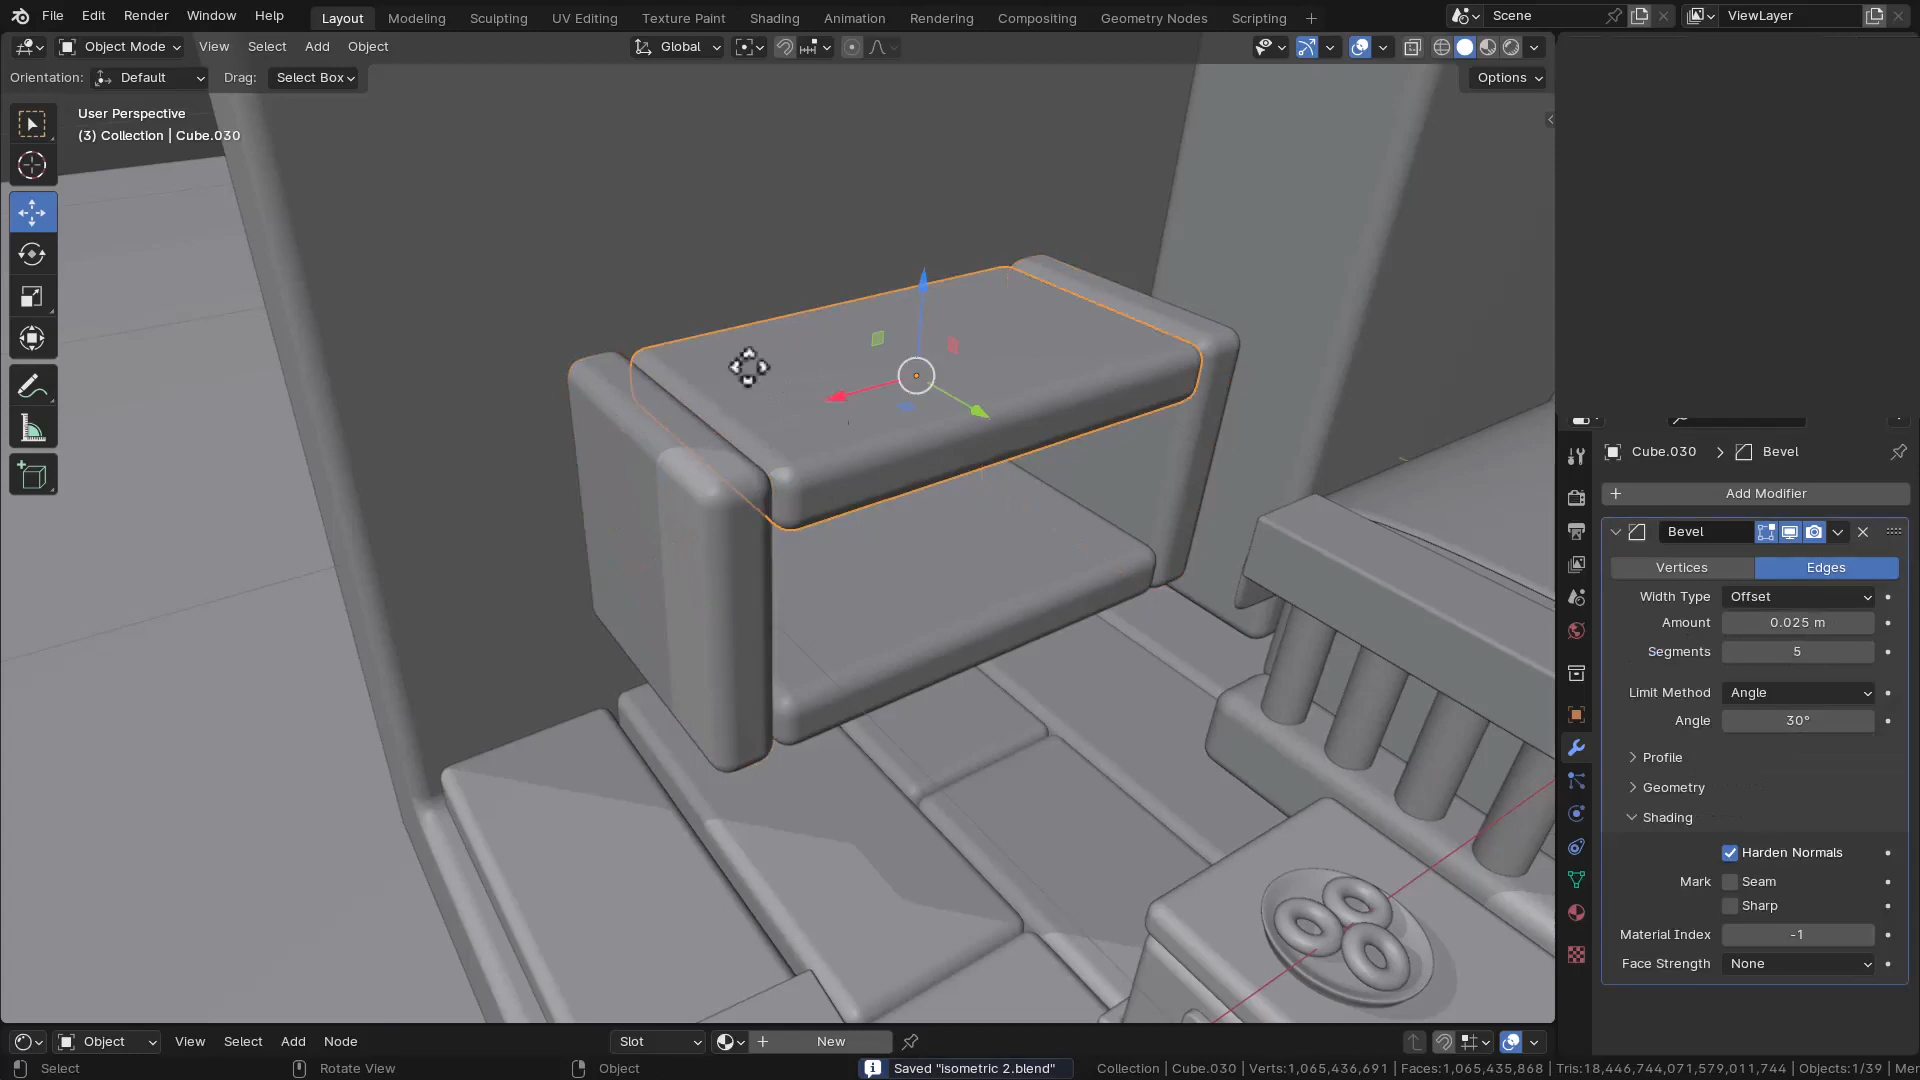 File Edit Render Window Help Layout Modeling Sculpting UV Editing Texture Paint Shading Animation Rendering Compositing Geometry Nodes Scripting Scene ViewLayer
Object Mode View Select Add Object Global
Orientation: Default Drag: Select Box Options
User Perspective
(3) Collection | Cube.030
Cube.030 Bevel
Add Modifier
Bevel
Vertices Edges
Width Type Offset
Amount 0.025 m
Segments 5
Limit Method Angle
Angle 30°
Profile
Geometry
Shading
Harden Normals
Mark Seam
Sharp
Material Index -1
Face Strength None
Object View Select Add Node Slot New
Select Rotate View Object Saved "isometric 2.blend" Collection | Cube.030 | Verts:1,065,436,691 | Faces:1,065,435,868 | Tris:18,446,744,071,579,011,744 | Objects:1/39 | Mer